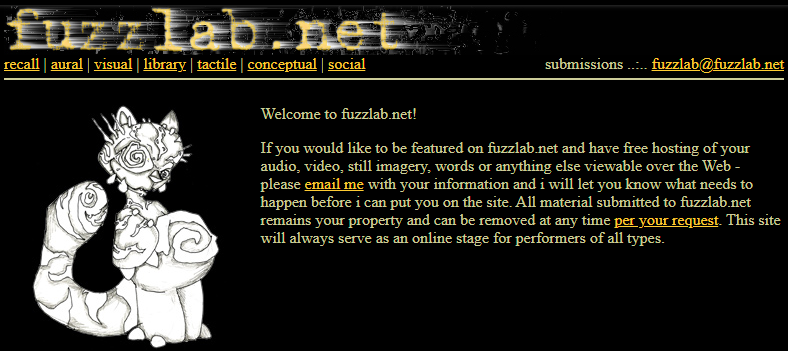 fuzzlab.net
recall | aural | visual | library | tactile | conceptual | social submissions ..:.. fuzzlab@fuzzlab.net
Welcome to fuzzlab.net!
If you would like to be featured on fuzzlab.net and have free hosting of your
audio, video, still imagery, words or anything else viewable over the Web -
please email me with your information and i will let you know what needs to
happen before i can put you on the site. All material submitted to fuzzlab.net
remains your property and can be removed at any time per your request. This site
will always serve as an online stage for performers of all types.